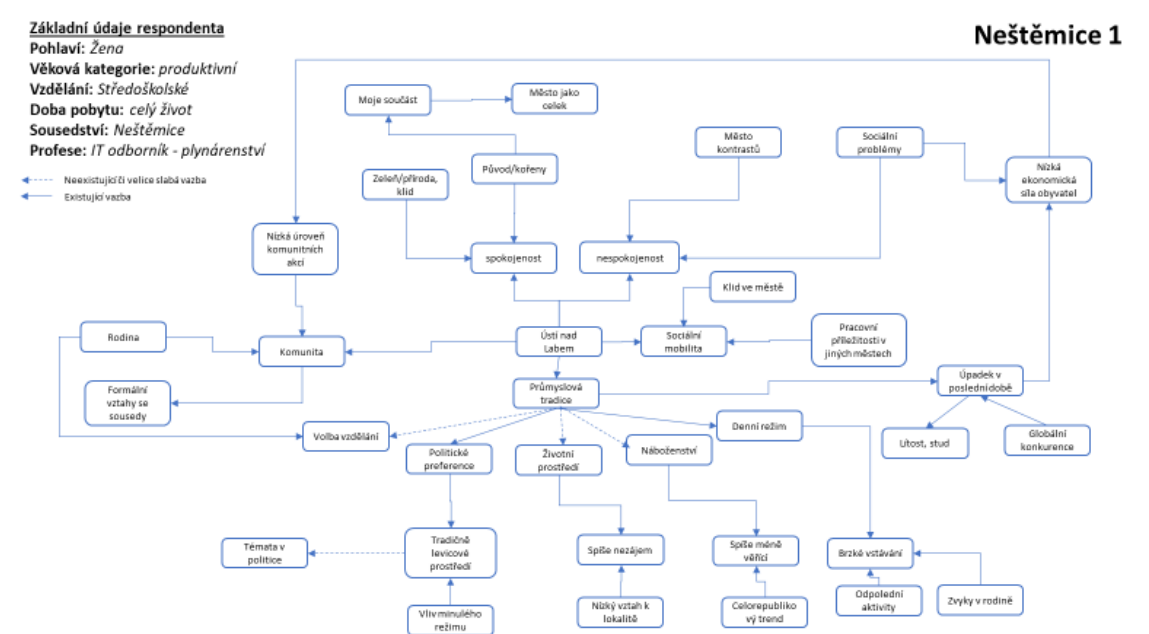 Základní údaje respondenta
Neštěmice 1
Pohlaví: Žena
Věková kategorie: produktivní
Vzdělání: Středoškolské
Doba pobytu: celý život
Sousedství: Neštěmice
Profese: IT odborník - plynárenství
Neexistující či velice slabá vazba
Existující vazba
Moje součást
Město jako
celek
Město
kontrastů
Sociální
problémy
Původ/kořeny
Zeleň/příroda,
klid
Nízká
ekonomická
síla obyvatel
Nízká úroveň
komunitních
akcí
spokojenost
nespokojenost
Klid ve městě
Rodina
Komunita
Ústí nad
Labem
Sociální
mobilita
Pracovní
příležitosti v
jiných městech
Formální
vztahy se
sousedy
Průmyslová
tradice
Úpadek v
poslední době
Volba vzdělání
Politické
preference
Životní
prostředí
Náboženství
Denní režim
Lítost, stud
Globální
konkurence
Témata v
politice
Tradičně
levicové
prostředí
Spíše nezájem
Spíše méně
věřící
Brzké vstávání
Vliv minulého
režimu
Nízký vztah k
lokalitě
Celorepubliko
vý trend
Odpolední
aktivity
Zvyky v rodině